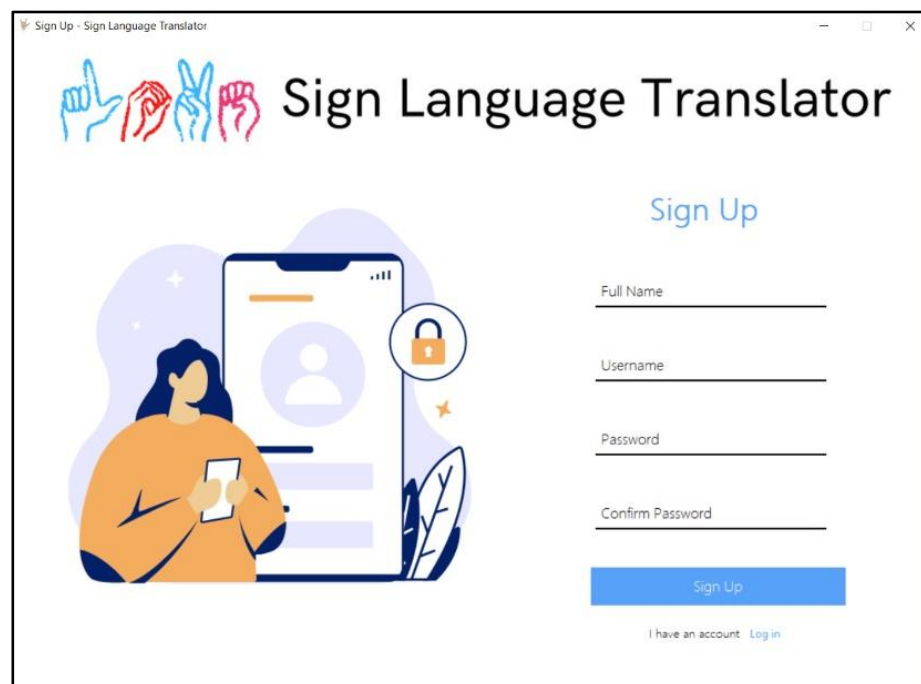 Sign Up - Sign Language Translator
Sign Language Translator
Sign Up
Full Name
Username
Password
Confirm Password
Sign Up
I have an account Log in